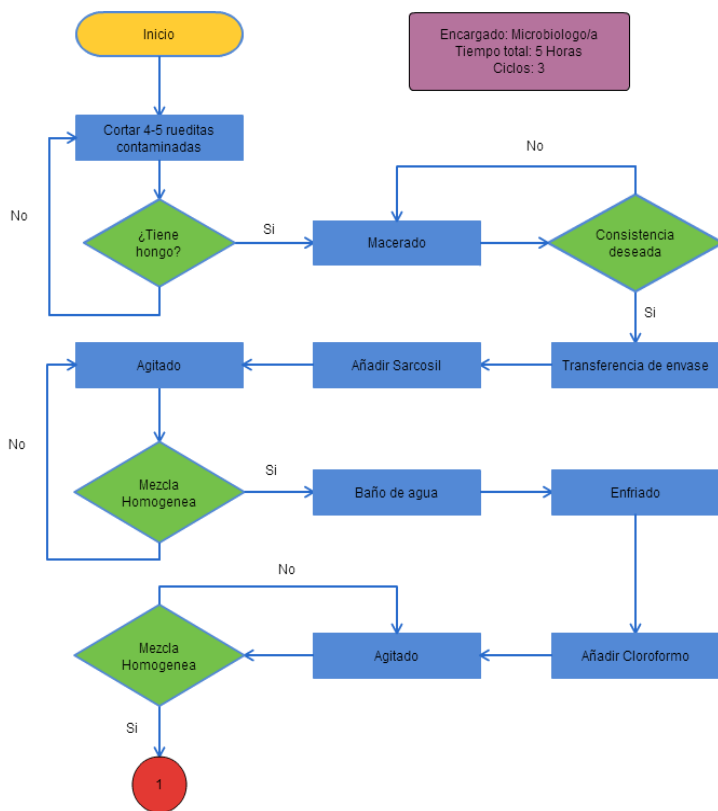 Inicio
Encargado: Microbiologo/a
Tiempo total: 5 Horas
Ciclos: 3
Cortar 4-5 rueditas
contaminadas
No
¿Tiene
hongo?
Si
Macerado
No
Consistencia
deseada
Si
Transferencia de envase
Añadir Sarcosil
Agitado
No
Mezcla
Homogenea
Si
Baño de agua
Enfriado
Añadir Cloroformo
Agitado
No
Mezcla
Homogenea
Si
1